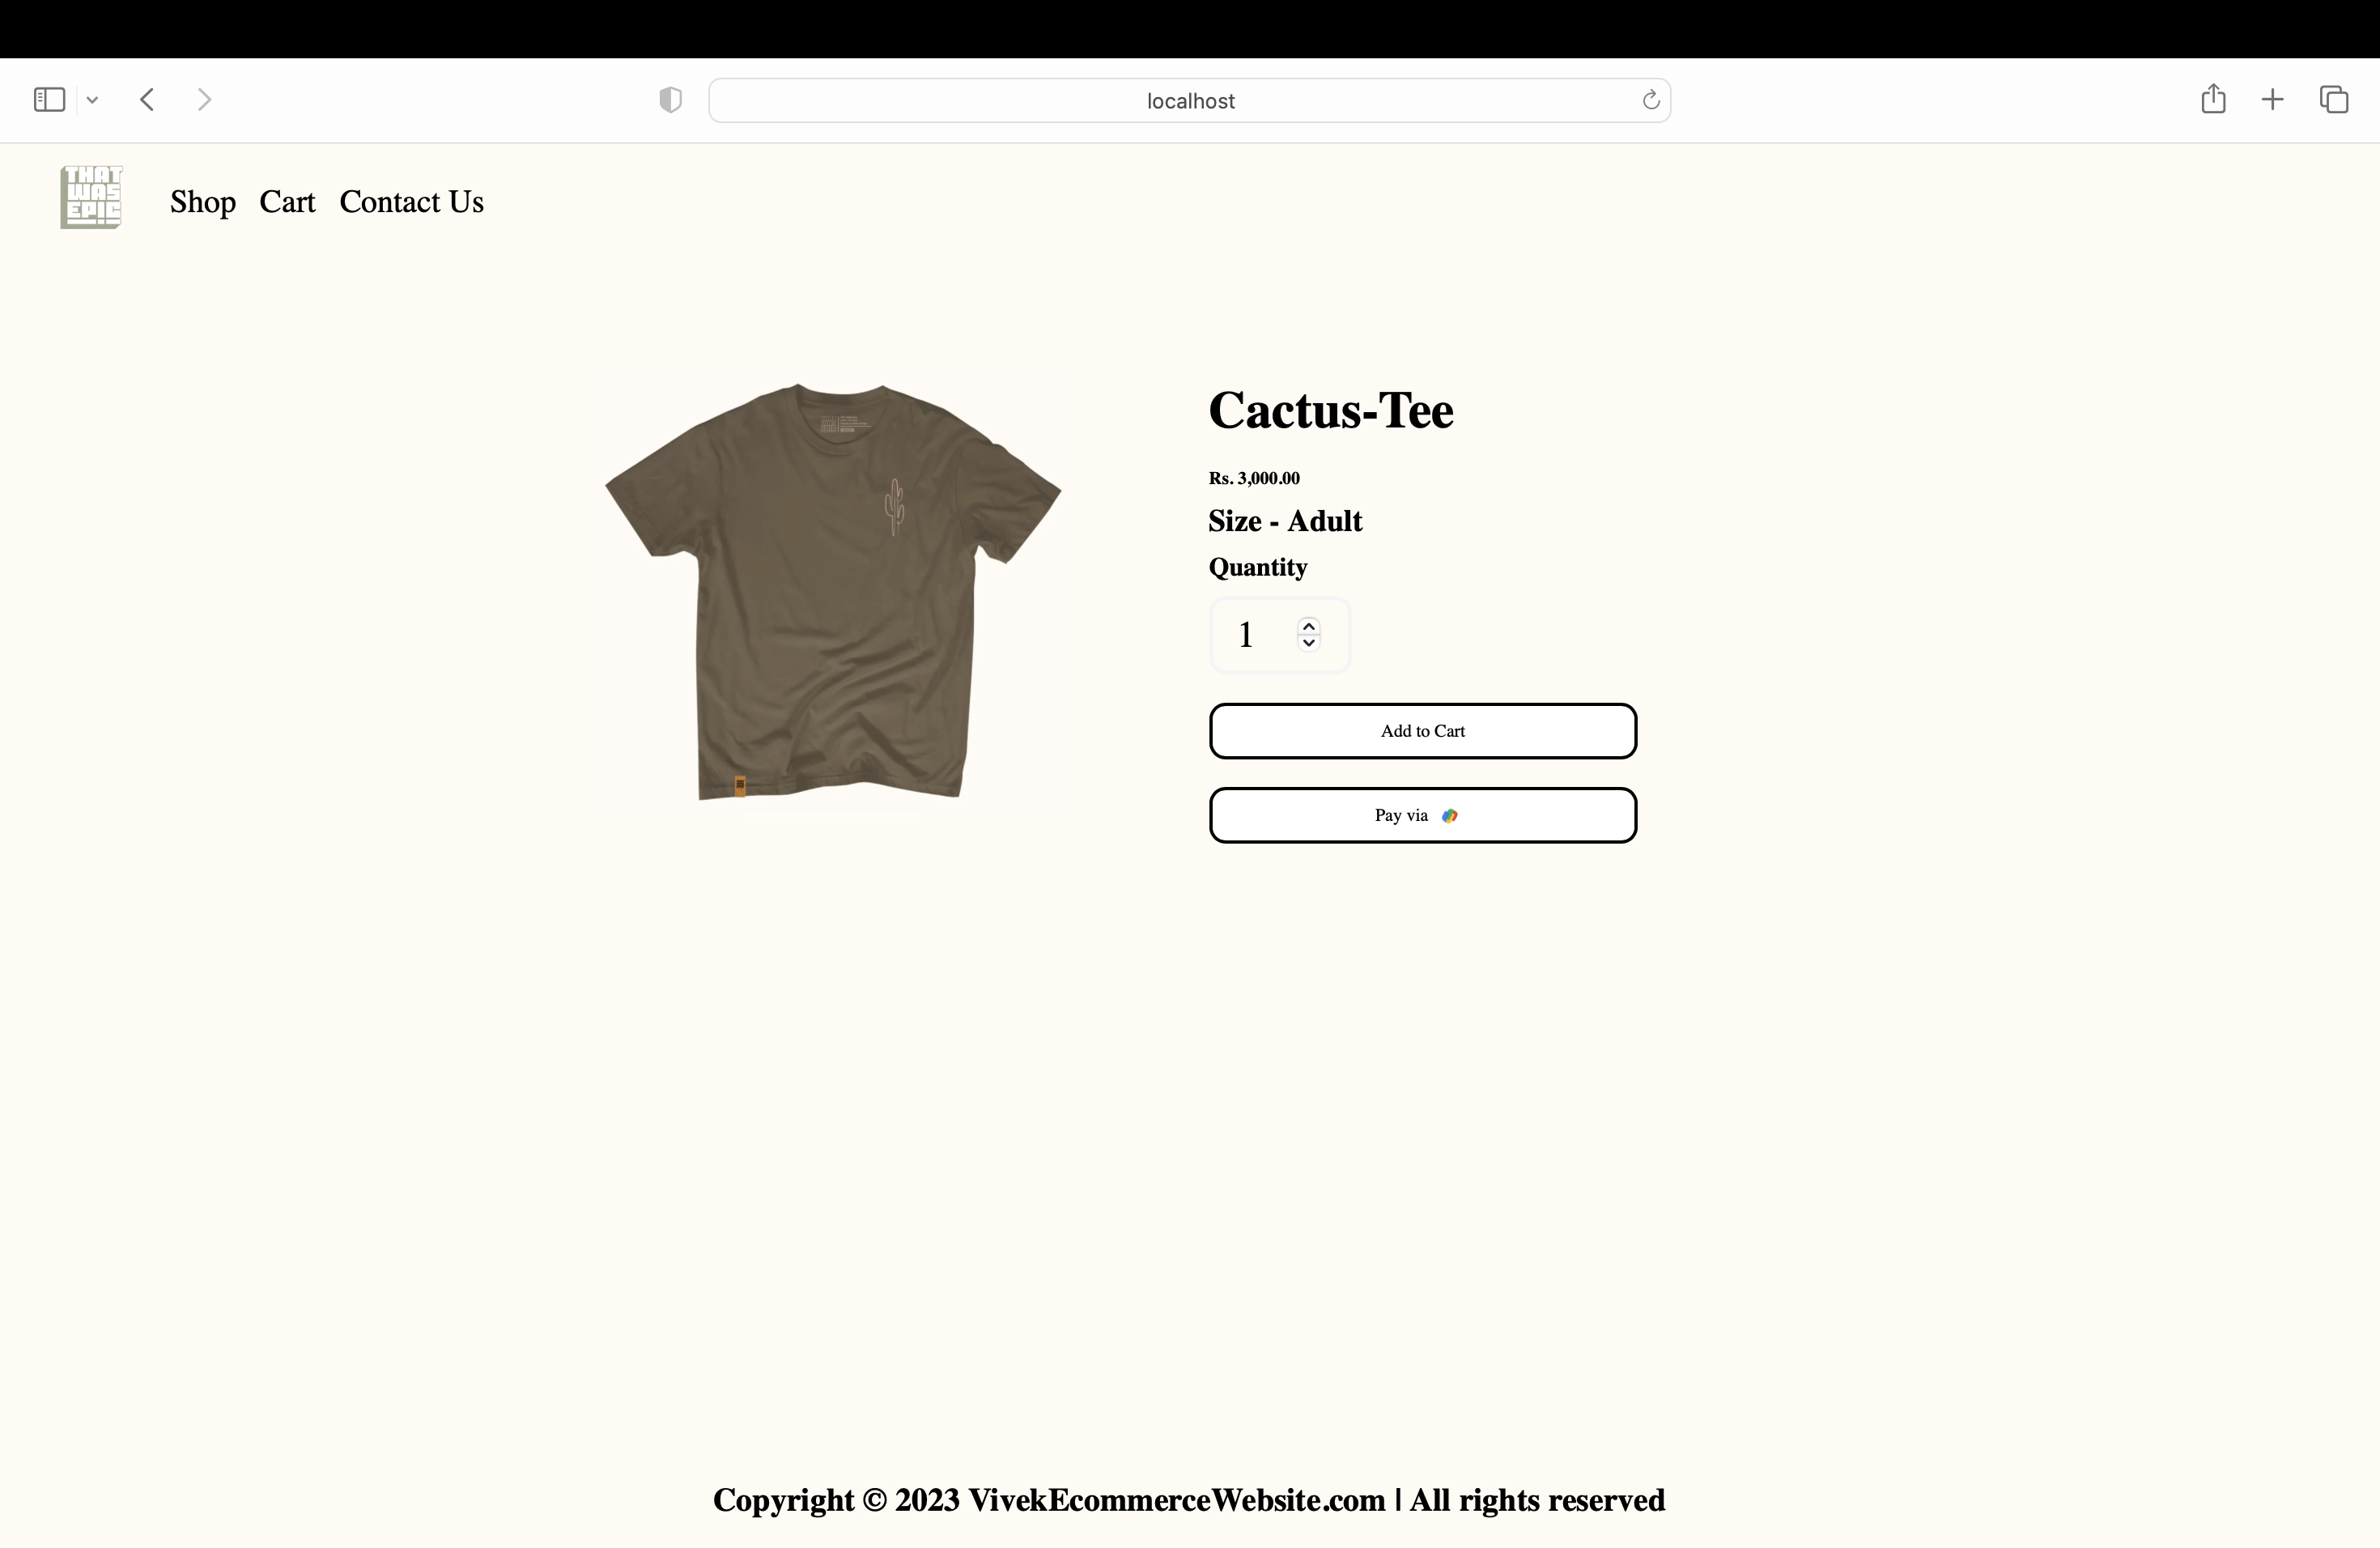 localhost
THAT
WAS
EPIC
Shop Cart Contact Us
Cactus-Tee
Rs. 3,000.00
Size - Adult
Quantity
1
Add to Cart
Pay via
Copyright © 2023 VivekEcommerceWebsite.com | All rights reserved